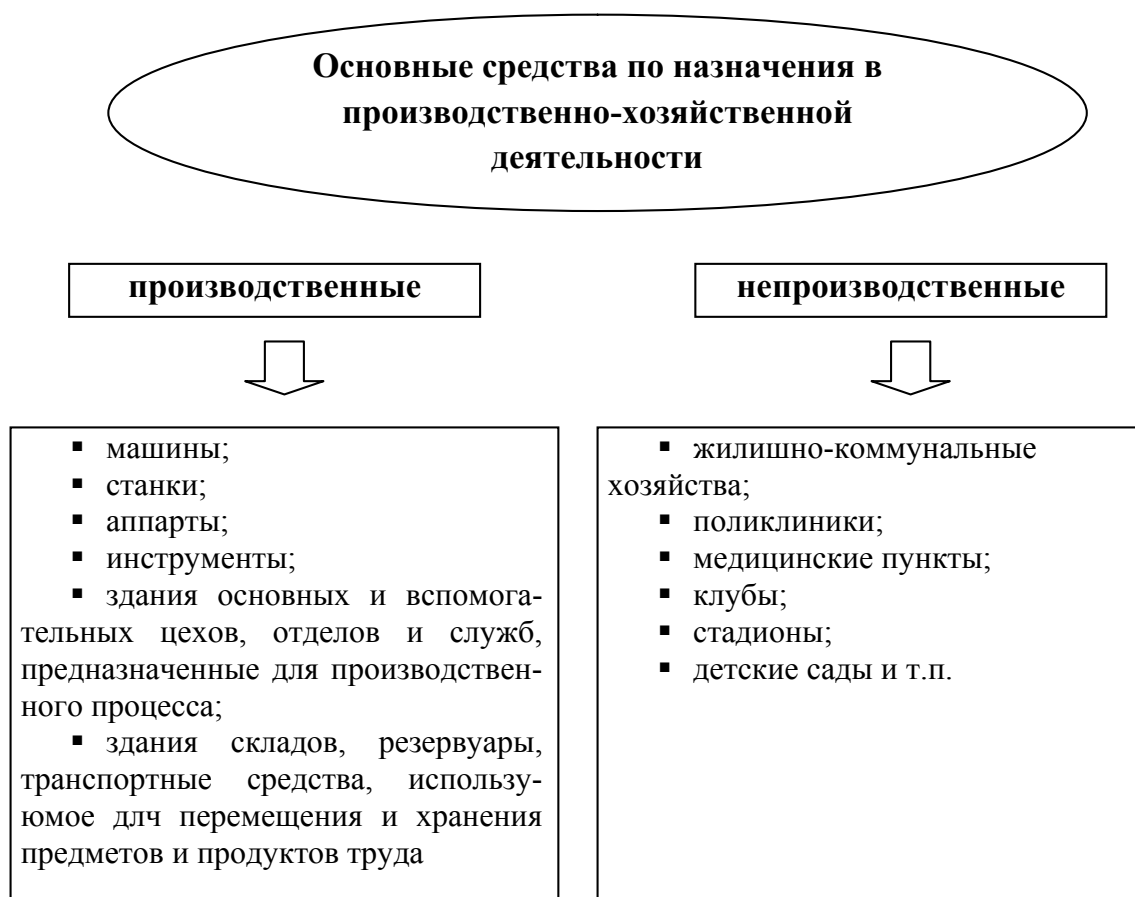 Основные средства по назначения в
производственно-хозяйственной
деятельности
производственные
непроизводственные
▪ машины;
▪ станки;
▪ аппарты;
▪ инструменты;
▪ здания основных и вспомога-
тельных цехов, отделов и служб,
предназначенные для производствен-
ного процесса;
▪ здания складов, резервуары,
транспортные средства, использу-
юмое длч перемещения и хранения
предметов и продуктов труда
▪ жилишно-коммунальные
хозяйства;
▪ поликлиники;
▪ медицинские пункты;
▪ клубы;
▪ стадионы;
▪ детские сады и т.п.